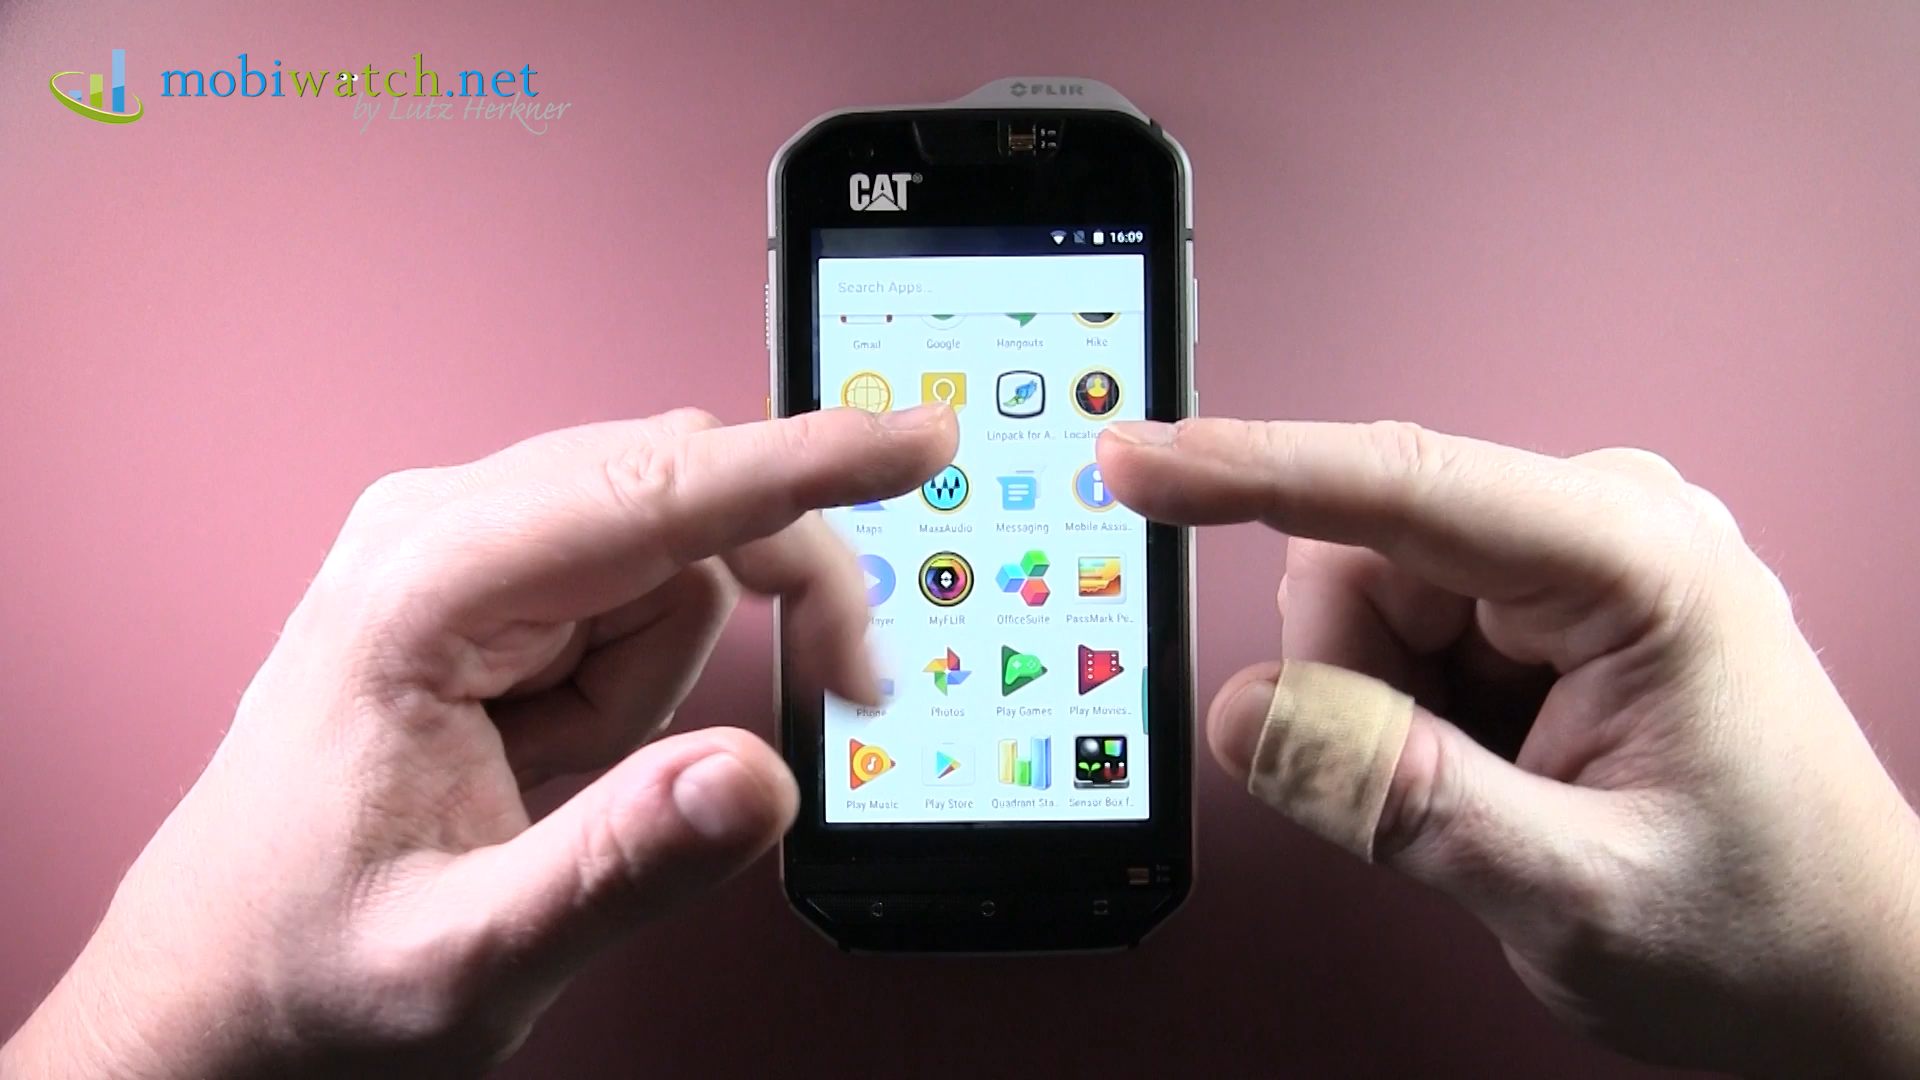 mobiwatch.net
by Lutz Herkner
FLIR
CAT®
16:09
Search Apps...
Gmail Google Hangouts Hike
Linpack for A..
Maps MaxxAudio Messaging Mobile Assis..
MyFLIR OfficeSuite PassMark Pe..
Phone Photos Play Games Play Movies..
Play Music Play Store Quadrant Sta.. Sensor Box f..